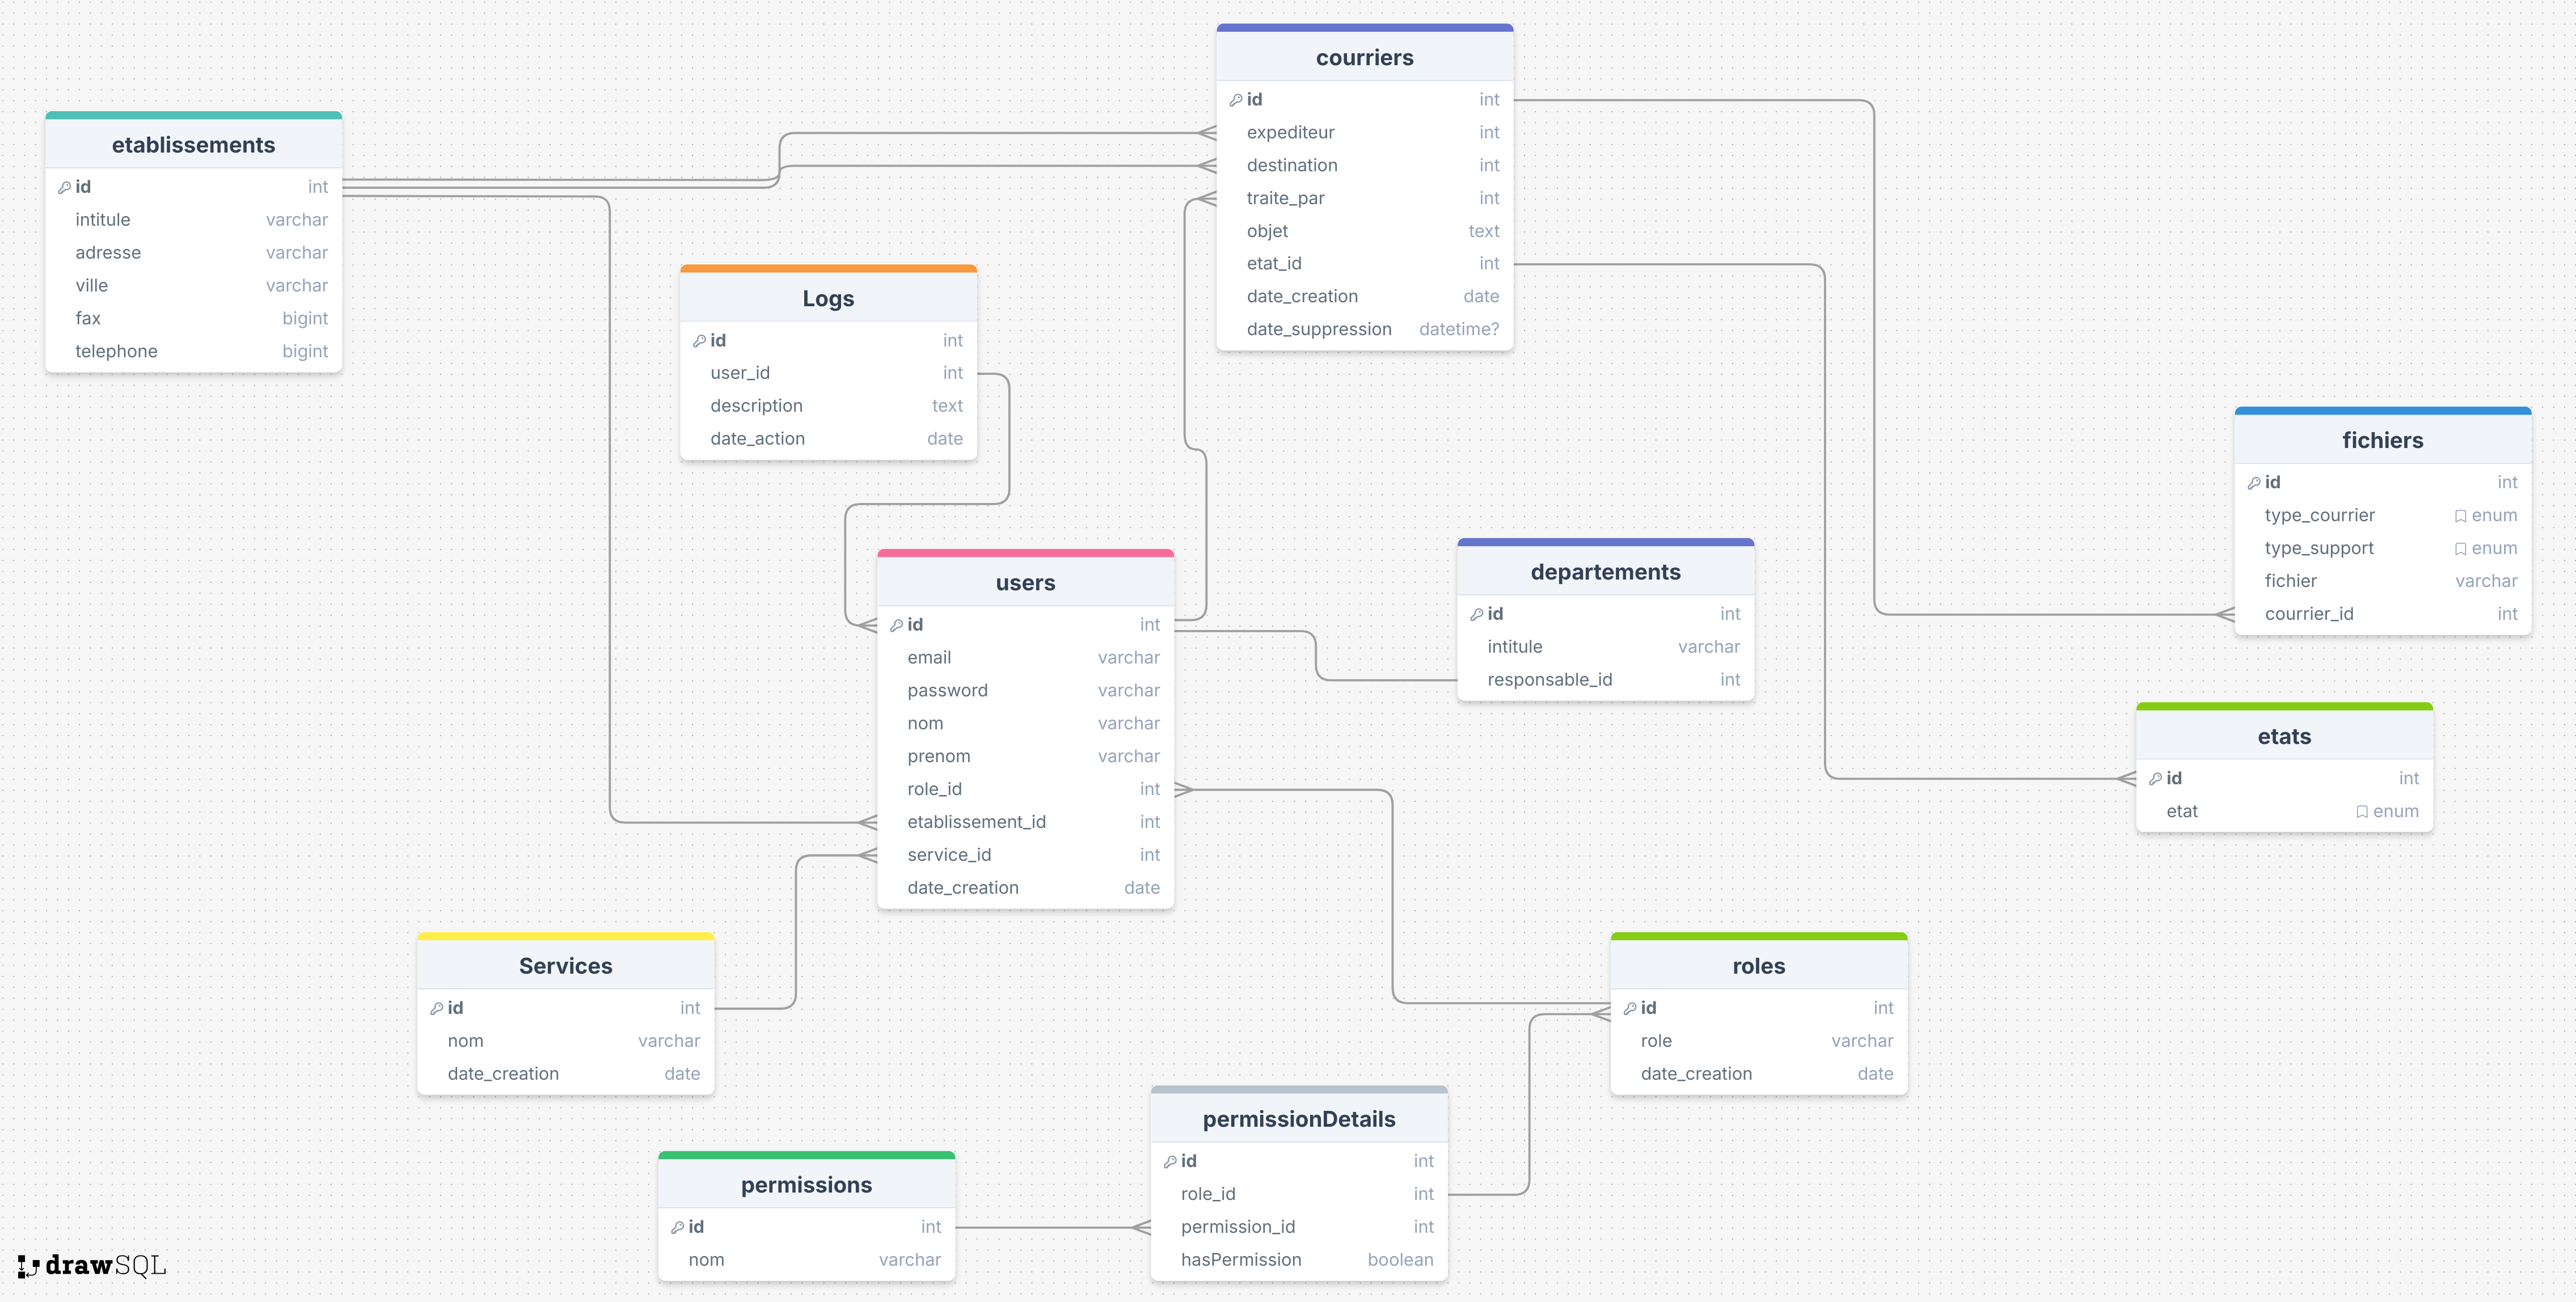 courriers
id int
expediteur int
destination int
traite_par int
objet text
etat_id int
date_creation date
date_suppression datetime?
etablissements
id int
intitule varchar
adresse varchar
ville varchar
fax bigint
telephone bigint
Logs
id int
user_id int
description text
date_action date
fichiers
id int
type_courrier enum
type_support enum
fichier varchar
courrier_id int
users
id int
email varchar
password varchar
nom varchar
prenom varchar
role_id int
etablissement_id int
service_id int
date_creation date
departements
id int
intitule varchar
responsable_id int
etats
id int
etat enum
Services
id int
nom varchar
date_creation date
roles
id int
role varchar
date_creation date
permissionDetails
id int
role_id int
permission_id int
hasPermission boolean
permissions
id int
nom varchar
drawSQL